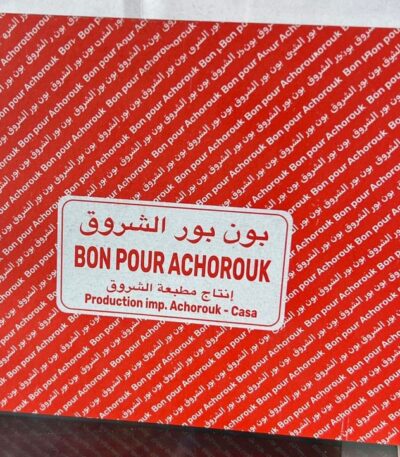 بون بور الشروق
BON POUR ACHOROUK
إنتاج مطبعة الشروق
Production imp. Achorouk - Casa